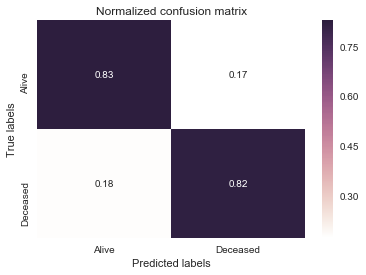 Normalized confusion matrix
True labels
Alive
Deceased
0.83
0.17
0.18
0.82
Alive
Deceased
Predicted labels
0.75
0.60
0.45
0.30